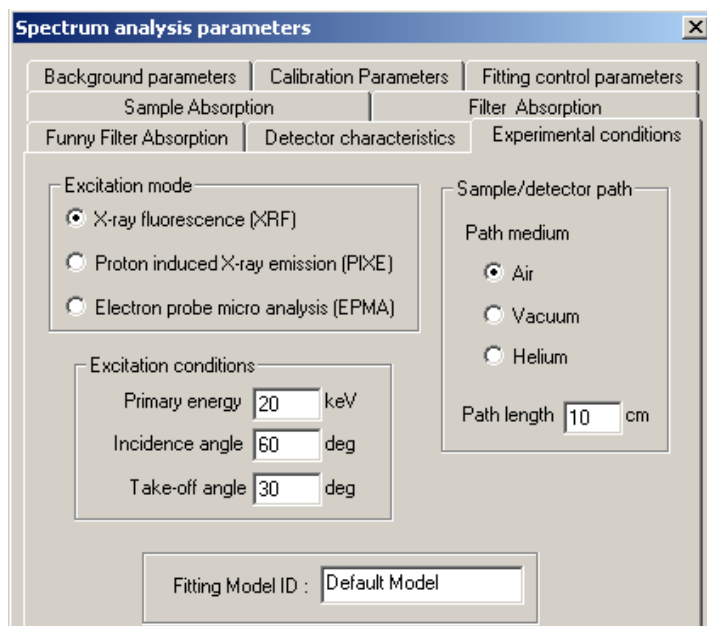 Spectrum analysis parameters
Background parameters Calibration Parameters Fitting control parameters
Sample Absorption Filter Absorption
Funny Filter Absorption Detector characteristics Experimental conditions
Excitation mode
X-ray fluorescence (XRF)
Proton induced X-ray emission (PIXE)
Electron probe micro analysis (EPMA)
Sample/detector path
Path medium
Air
Vacuum
Helium
Path length 10 cm
Excitation conditions
Primary energy 20 keV
Incidence angle 60 deg
Take-off angle 30 deg
Fitting Model ID : Default Model